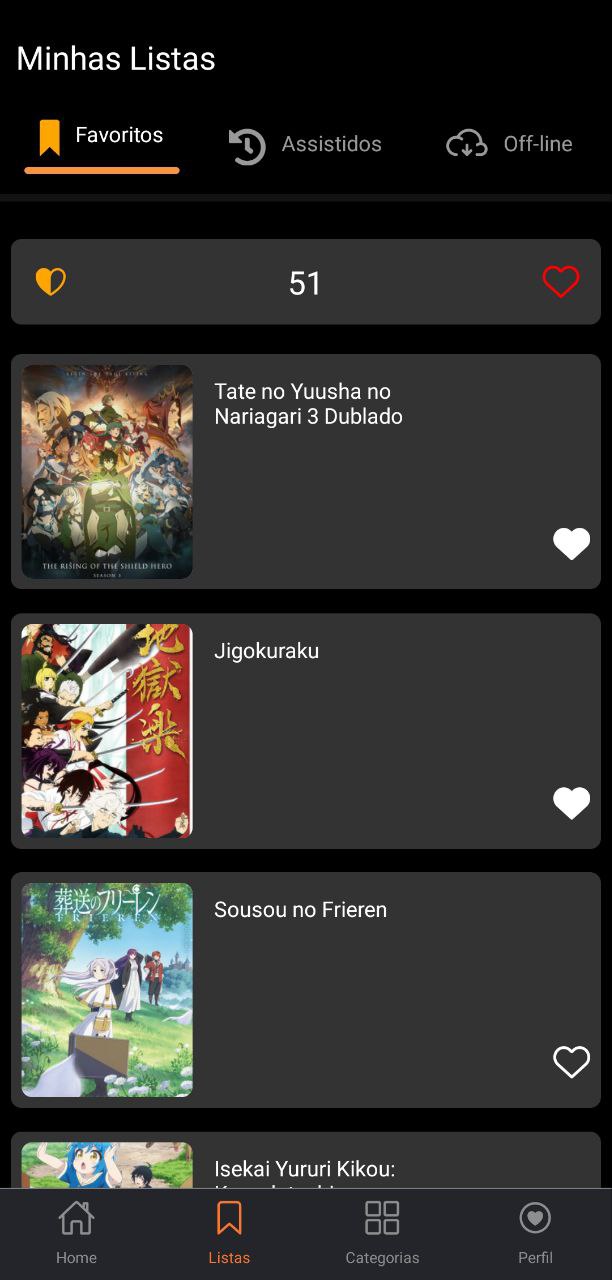 Minhas Listas
Favoritos
Assistidos
Off-line
51
Tate no Yuusha no
Nariagari 3 Dublado
THE RISING OF THE SHIELD HERO
SEASON 3
Jigokuraku
地獄楽
Sousou no Frieren
葬送のフリーレン
FRIEREN
Isekai Yururi Kikou:
Home
Listas
Categorias
Perfil